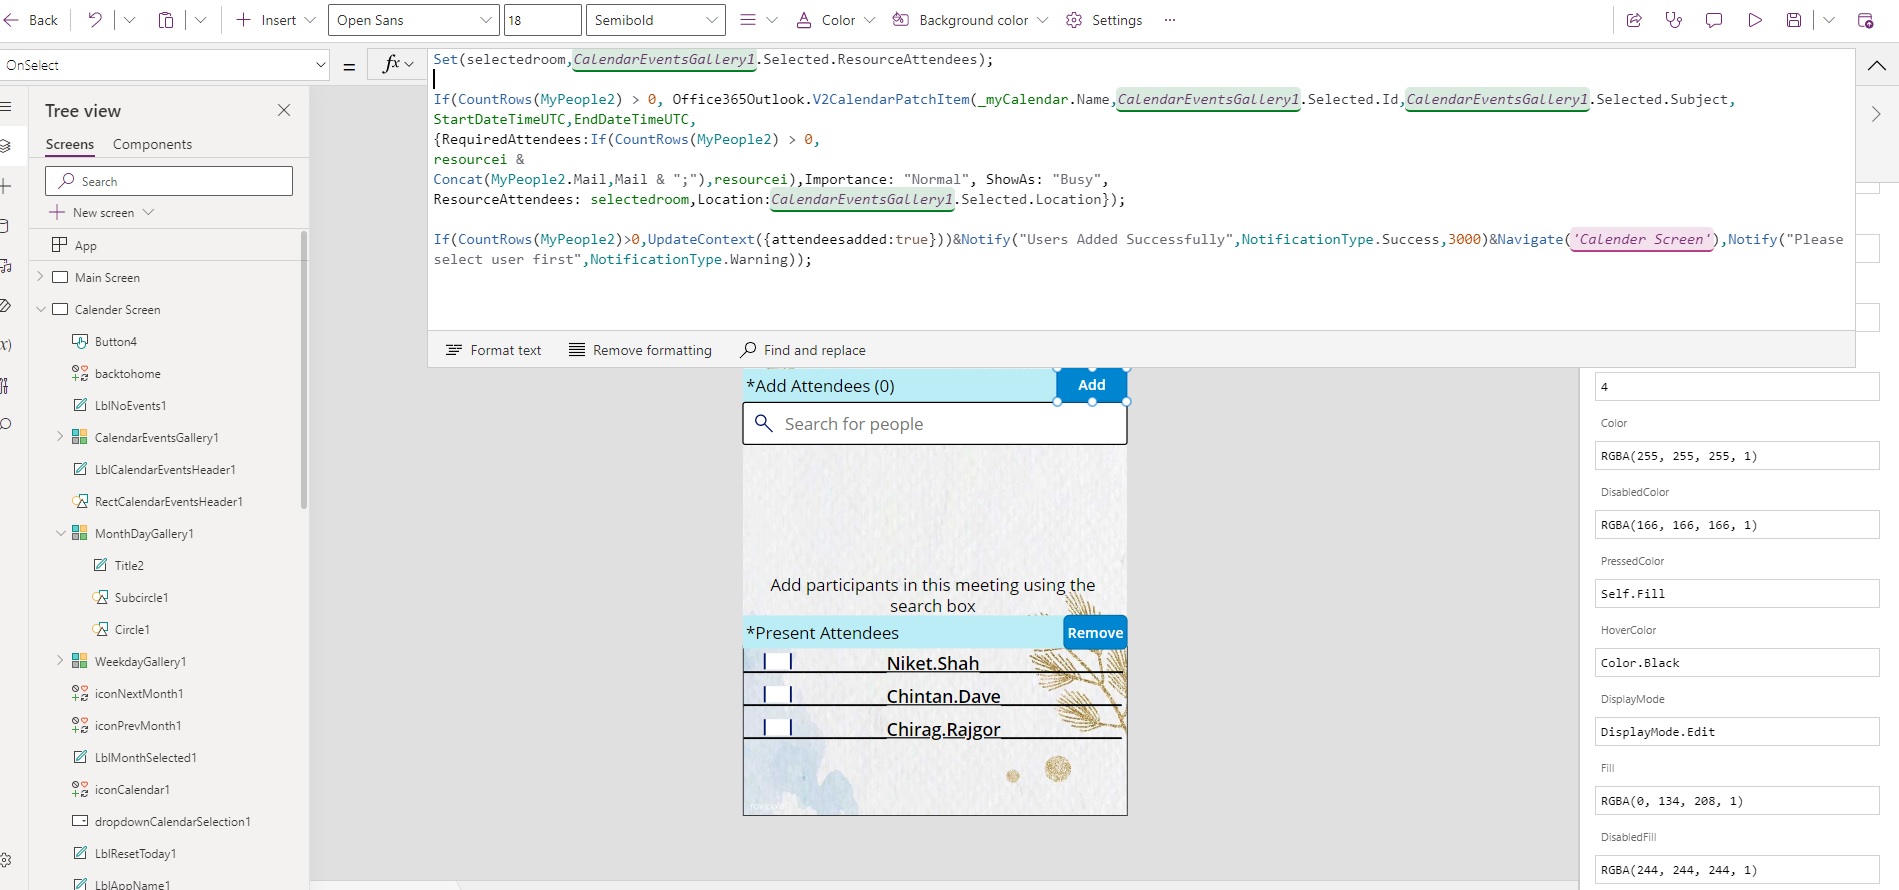 Back
Insert
Open Sans
18
Semibold
Color
Background color
Settings
OnSelect
=
fx
Set(selectedroom,CalendarEventsGallery1.Selected.ResourceAttendees);
If(CountRows(MyPeople2) > 0, Office365Outlook.V2CalendarPatchItem(_myCalendar.Name,CalendarEventsGallery1.Selected.Id,CalendarEventsGallery1.Selected.Subject,
StartDateTimeUTC,EndDateTimeUTC,
{RequiredAttendees:If(CountRows(MyPeople2) > 0,
resourcei &
Concat(MyPeople2.Mail,Mail & ";"),resourcei),Importance: "Normal", ShowAs: "Busy",
ResourceAttendees: selectedroom,Location:CalendarEventsGallery1.Selected.Location});
If(CountRows(MyPeople2)>0,UpdateContext({attendeesadded:true}))&Notify("Users Added Successfully",NotificationType.Success,3000)&Navigate('Calender Screen'),Notify("Please
select user first",NotificationType.Warning));
Format text
Remove formatting
Find and replace
Tree view
Screens
Components
Search
New screen
App
Main Screen
Calender Screen
Button4
backtohome
LblNoEvents1
CalendarEventsGallery1
LblCalendarEventsHeader1
RectCalendarEventsHeader1
MonthDayGallery1
Title2
Subcircle1
Circle1
WeekdayGallery1
iconNextMonth1
iconPrevMonth1
LblMonthSelected1
iconCalendar1
dropdownCalendarSelection1
LblResetToday1
LblAppName1
*Add Attendees (0)
Add
Search for people
Add participants in this meeting using the
search box
*Present Attendees
Remove
Niket.Shah
Chintan.Dave
Chirag.Rajgor
4
Color
RGBA(255, 255, 255, 1)
DisabledColor
RGBA(166, 166, 166, 1)
PressedColor
Self.Fill
HoverColor
Color.Black
DisplayMode
DisplayMode.Edit
Fill
RGBA(0, 134, 208, 1)
DisabledFill
RGBA(244, 244, 244, 1)